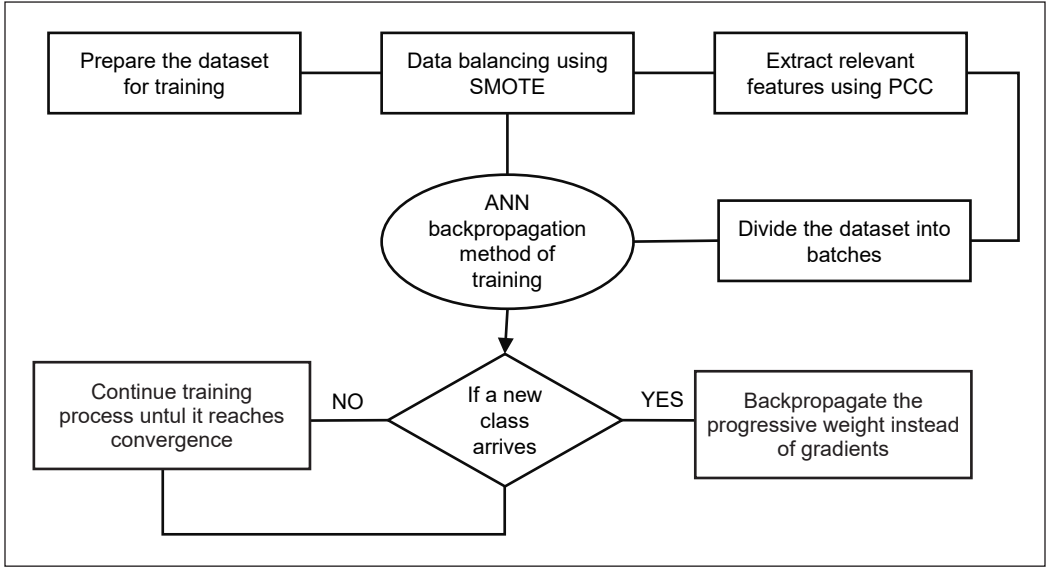 Prepare the dataset
for training
Data balancing using
SMOTE
Extract relevant
features using PCC
ANN
backpropagation
method of
training
Divide the dataset into
batches
Continue training
process untul it reaches
convergence
NO
If a new
class
arrives
YES
Backpropagate the
progressive weight instead
of gradients